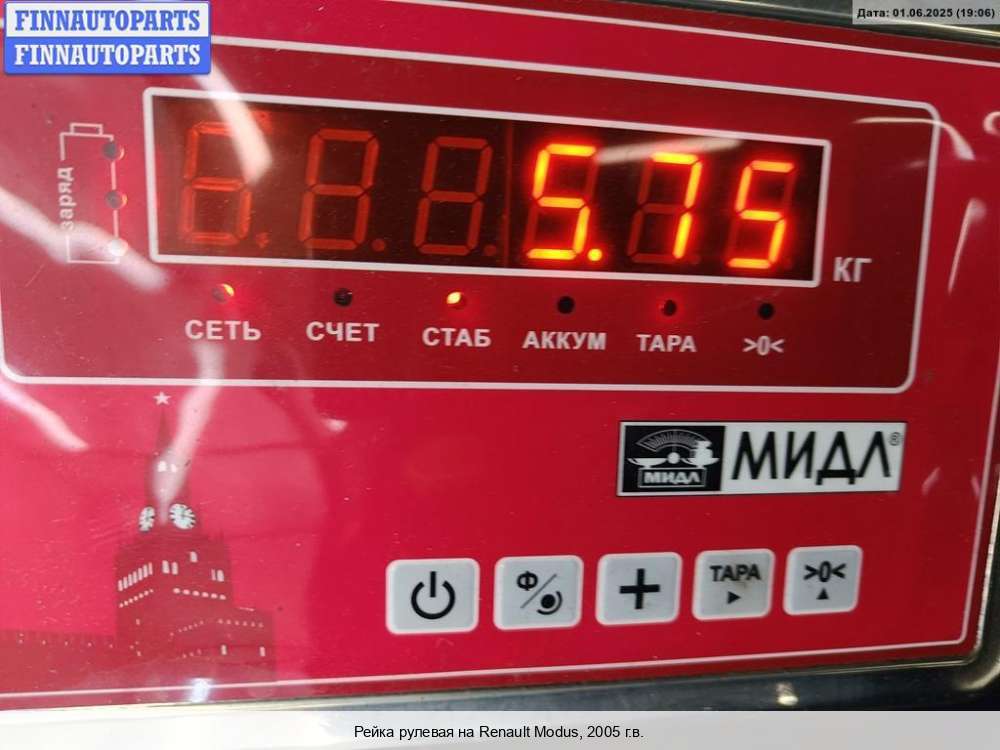 FINNAUTOPARTS
FINNAUTOPARTS
Дата: 01.06.2025 (19:06)
заряд
5.75
КГ
СЕТЬ СЧЕТ СТАБ АККУМ ТАРА >0<
МИДЛ МИДЛ®
Ф ТАРА >0<
Рейка рулевая на Renault Modus, 2005 г.в.